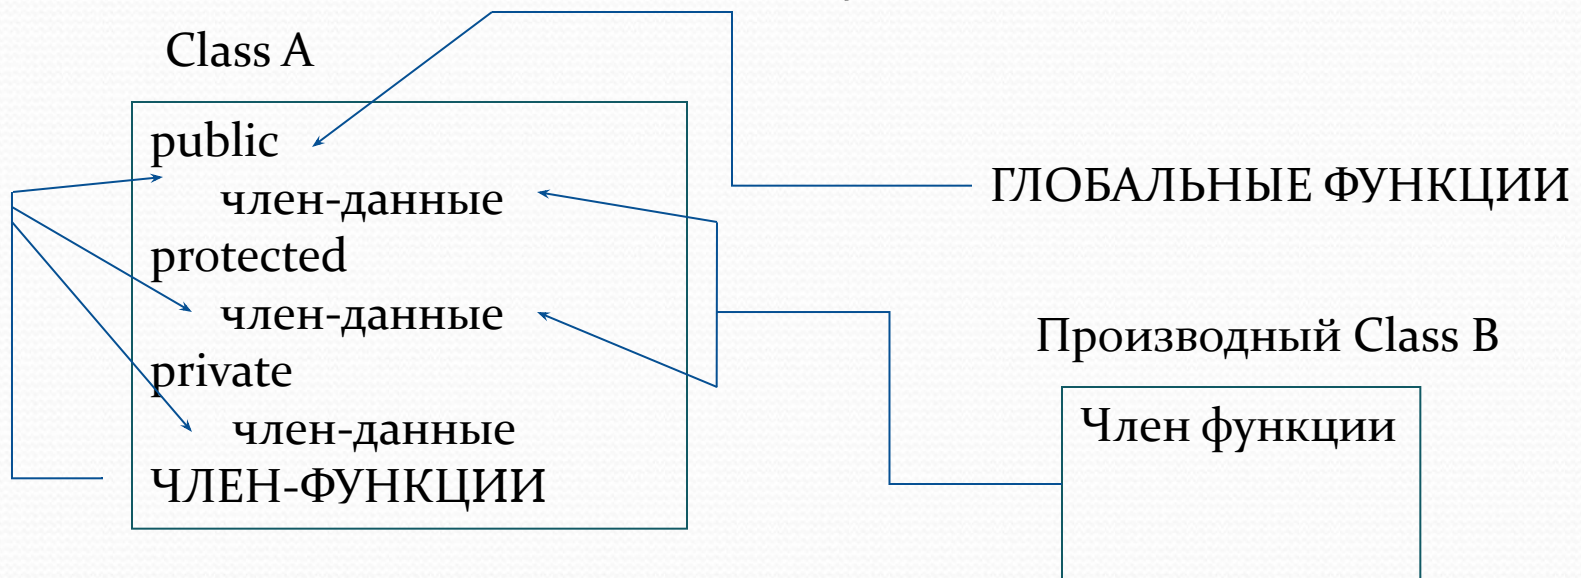 Class A
public
член-данные
protected
член-данные
private
член-данные
ЧЛЕН-ФУНКЦИИ
ГЛОБАЛЬНЫЕ ФУНКЦИИ
Производный Class B
Член функции